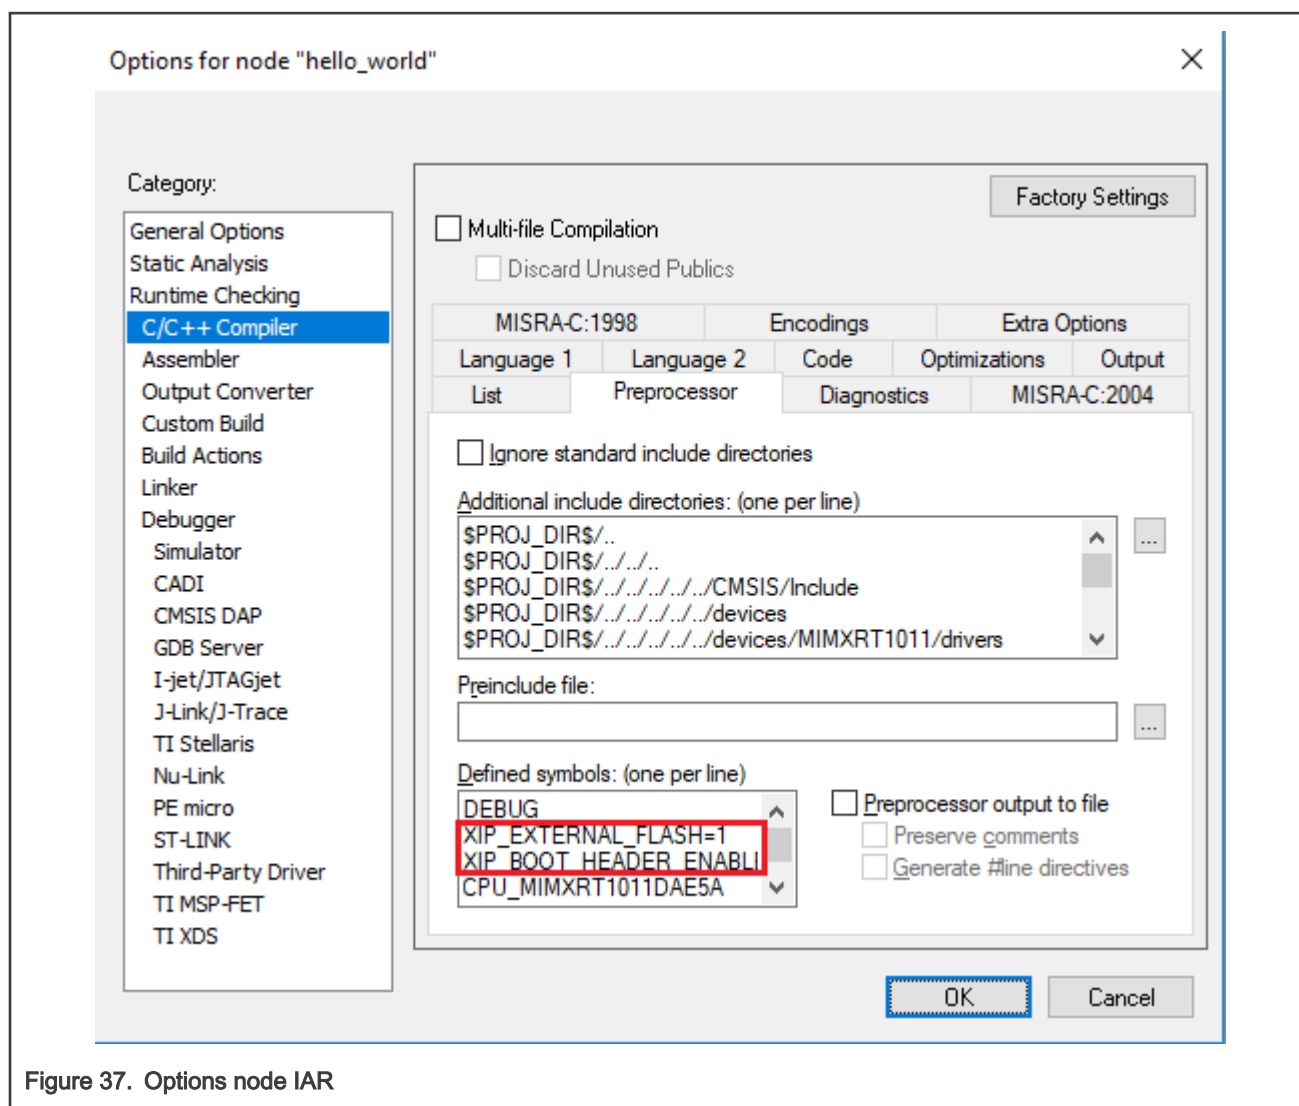 Options for node "hello_world"
Category:
General Options
Static Analysis
Runtime Checking
C/C++ Compiler
Assembler
Output Converter
Custom Build
Build Actions
Linker
Debugger
Simulator
CADI
CMSIS DAP
GDB Server
I-jet/JTAGjet
J-Link/J-Trace
TI Stellaris
Nu-Link
PE micro
ST-LINK
Third-Party Driver
TI MSP-FET
TI XDS
Factory Settings
Multi-file Compilation
Discard Unused Publics
MISRA-C:1998 Encodings Extra Options
Language 1 Language 2 Code Optimizations Output
List Preprocessor Diagnostics MISRA-C:2004
Ignore standard include directories
Additional include directories: (one per line)
$PROJ_DIR$/..
$PROJ_DIR$/../../..
$PROJ_DIR$/../../../../../../CMSIS/Include
$PROJ_DIR$/../../../../../../devices
$PROJ_DIR$/../../../../../../devices/MIMXRT1011/drivers
...
Preinclude file:
...
Defined symbols: (one per line)
DEBUG
XIP_EXTERNAL_FLASH=1
XIP_BOOT_HEADER_ENABL
CPU_MIMXRT1011DAE5A
Preprocessor output to file
Preserve comments
Generate #line directives
OK Cancel
Figure 37. Options node IAR